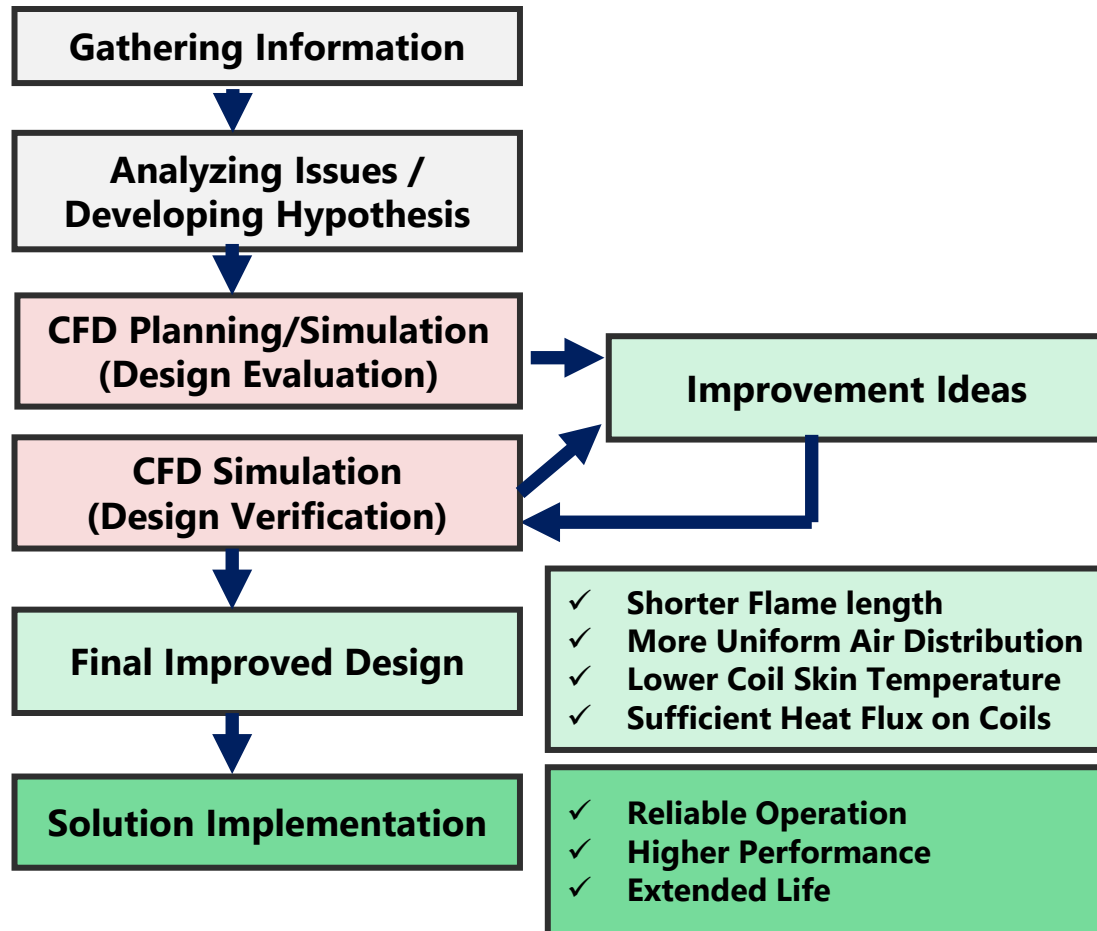 Gathering Information
Analyzing Issues /
Developing Hypothesis
CFD Planning/Simulation
(Design Evaluation)
Improvement Ideas
CFD Simulation
(Design Verification)
Final Improved Design
✓ Shorter Flame length
✓ More Uniform Air Distribution
✓ Lower Coil Skin Temperature
✓ Sufficient Heat Flux on Coils
Solution Implementation
✓ Reliable Operation
✓ Higher Performance
✓ Extended Life